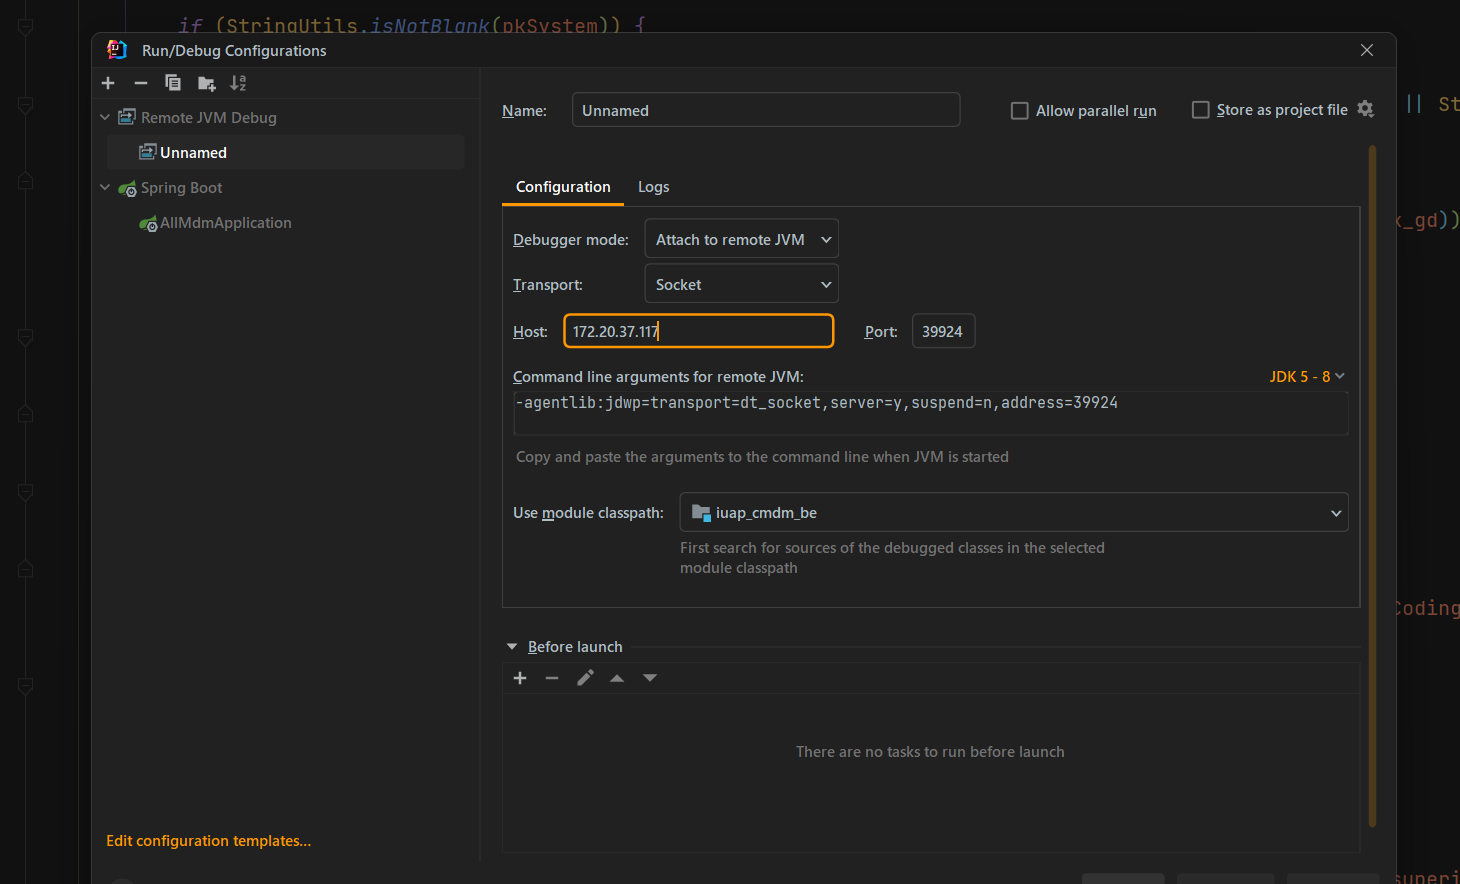 if (StringUtils.isNotBlank(pkSystem)) {
Run/Debug Configurations
Remote JVM Debug
Unnamed
Spring Boot
AllMdmApplication
Edit configuration templates...
Name: Unnamed
Allow parallel run
Store as project file
Configuration Logs
Debugger mode: Attach to remote JVM
Transport: Socket
Host: 172.20.37.117 Port: 39924
Command line arguments for remote JVM: JDK 5 - 8
-agentlib:jdwp=transport=dt_socket,server=y,suspend=n,address=39924
Copy and paste the arguments to the command line when JVM is started
Use module classpath: iuap_cmdm_be
First search for sources of the debugged classes in the selected
module classpath
Before launch
There are no tasks to run before launch
|| St
_gd))
Coding
superi